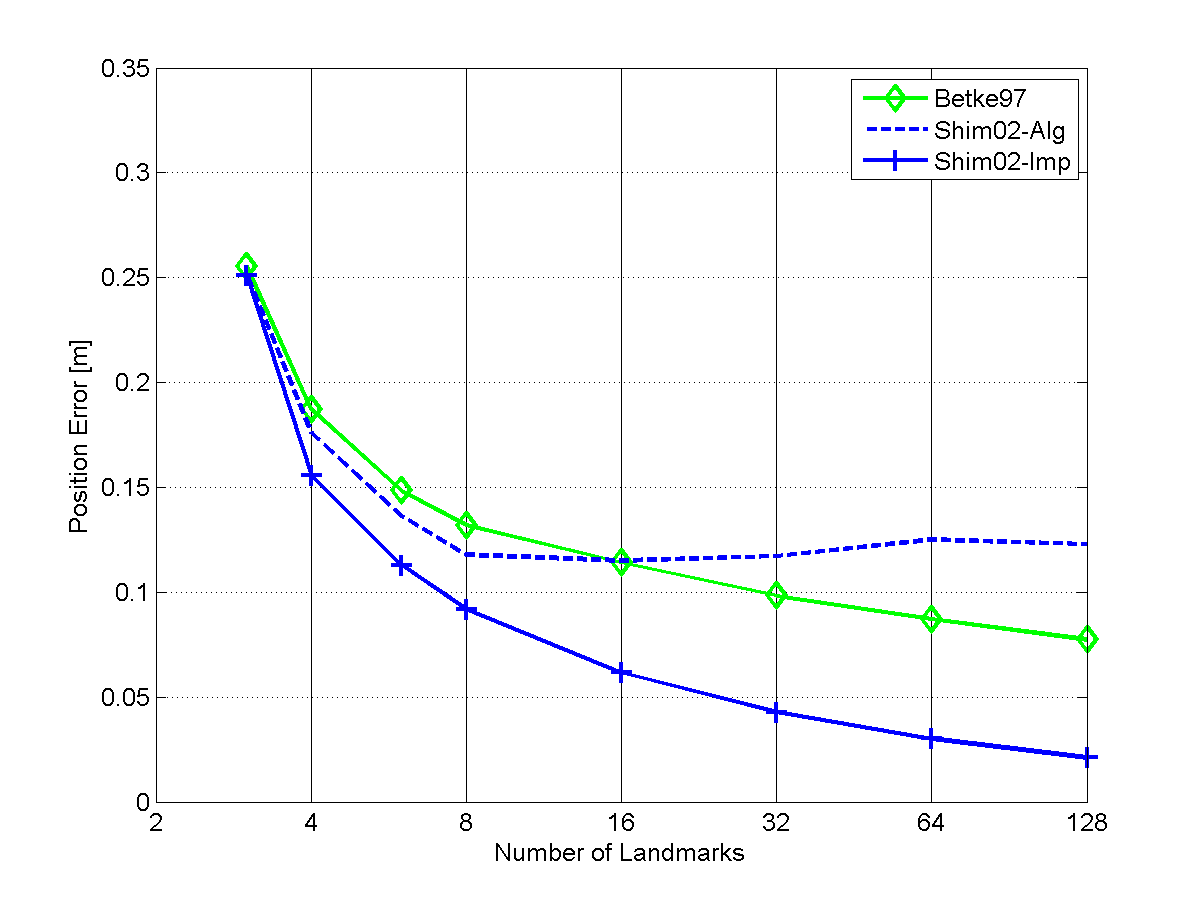 0.35
0.3
0.25
0.2
0.15
0.1
0.05
0
Position Error [m]
Betke97
Shim02-Alg
Shim02-Imp
2 4 8 16 32 64 128
Number of Landmarks